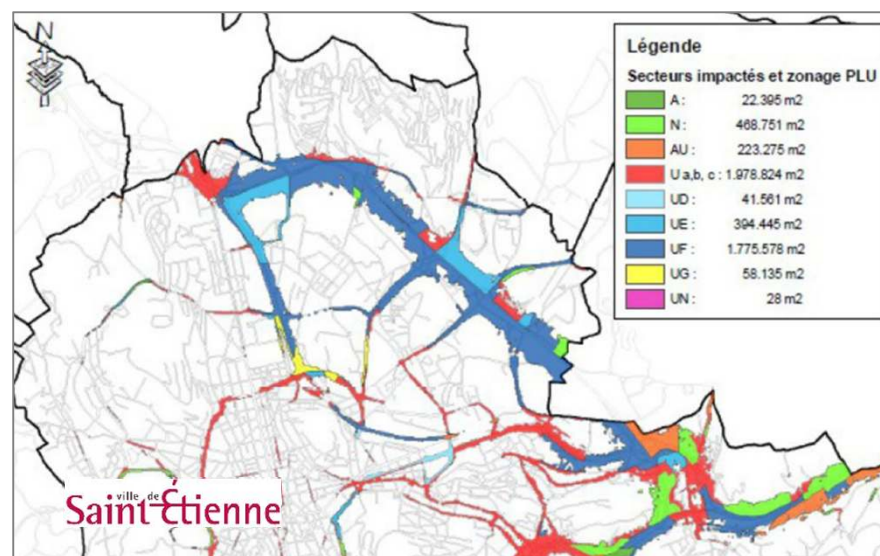 N
Légende
Secteurs impactés et zonage PLU
A : 22.395 m2
N : 468.751 m2
AU : 223.275 m2
U a,b, c : 1.978.824 m2
UD : 41.561 m2
UE : 394.445 m2
UF : 1.775.578 m2
UG : 58.135 m2
UN : 28 m2
ville de
Saint-Étienne